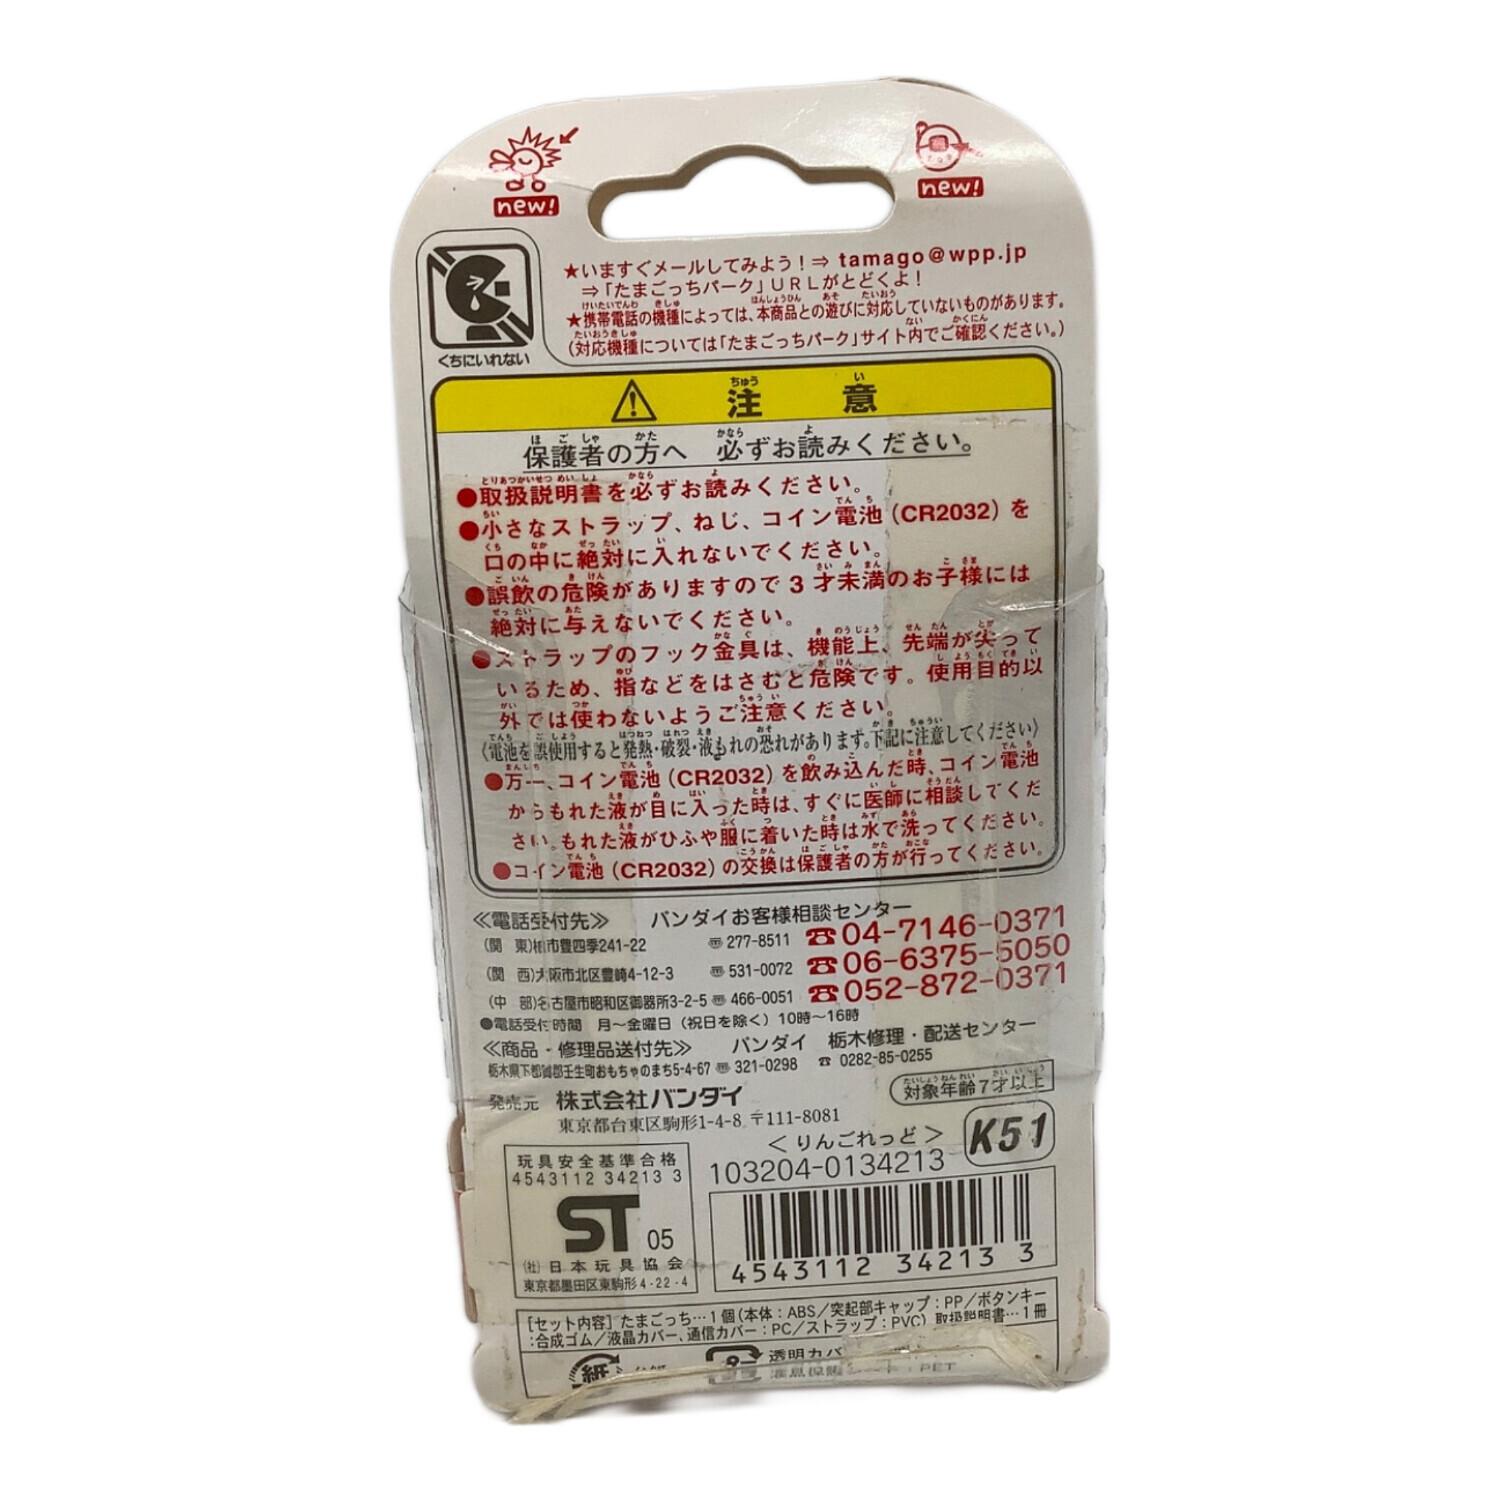 new!
new!
くちにいれない
★いますぐメールしてみよう!⇒ tamago@wpp.jp
⇒「たまごっちパーク」URLがとどくよ!
★携帯電話の機種によっては、本商品との遊びに対応していないものがあります。
(対応機種については「たまごっちパーク」サイト内でご確認ください。)
注意
保護者の方へ 必ずお読みください。
●取扱説明書を必ずお読みください。
●小さなストラップ、ねじ、コイン電池(CR2032)を
口の中に絶対に入れないでください。
●誤飲の危険がありますので3才未満のお子様には
絶対に与えないでください。
●ストラップのフック金具は、機能上、先端が尖って
いるため、指などをはさむと危険です。使用目的以
外では使わないようご注意ください。
〈電池を誤使用すると発熱・破裂・液もれの恐れがあります。下記に注意してください〉
●万一、コイン電池(CR2032)を飲み込んだ時、コイン電池
からもれた液が目に入った時は、すぐに医師に相談してくだ
さい。もれた液がひふや服に着いた時は水で洗ってください。
●コイン電池(CR2032)の交換は保護者の方が行ってください。
≪電話受付先≫ バンダイお客様相談センター
(関 東)柏市豊四季241-22 〠277-8511 ☎04-7146-0371
(関 西)大阪市北区豊崎4-12-3 〠531-0072 ☎06-6375-5050
(中 部)名古屋市昭和区御器所3-2-5 〠466-0051 ☎052-872-0371
●電話受付時間 月～金曜日(祝日を除く)10時～16時
≪商品・修理品送付先≫ バンダイ 栃木修理・配送センター
栃木県下都賀郡壬生町おもちゃのまち5-4-67 〠321-0298 ☎0282-85-0255
対象年齢7才以上
発売元 株式会社バンダイ
東京都台東区駒形1-4-8 〒111-8081
<りんごれっど> K51
103204-0134213
玩具安全基準合格
4543112 34213 3
ST 05
(社)日本玩具協会
東京都墨田区東駒形4-22-4
4543112 34213 3
[セット内容]たまごっち…1個(本体:ABS/突起部キャップ:PP/ボタンキー
:合成ゴム/液晶カバー、通信カバー:PC/ストラップ:PVC) 取扱説明書…1冊
紙
透明カバ